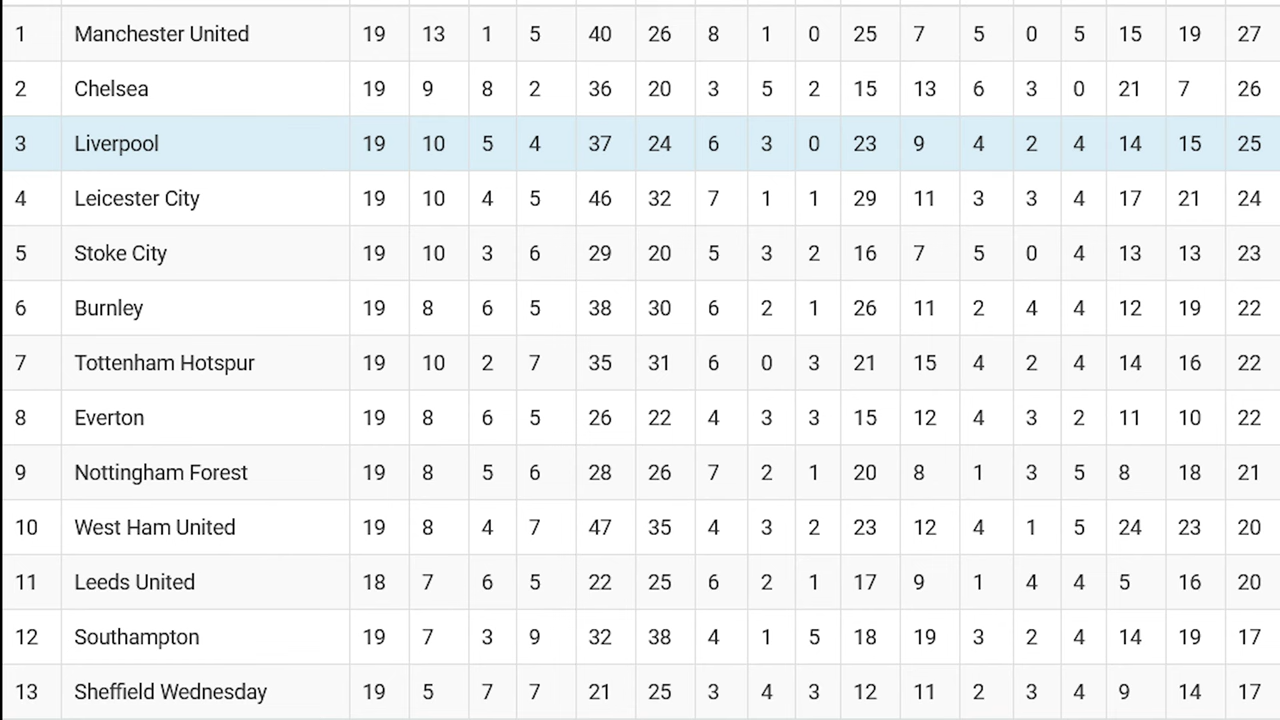 1 Manchester United 19 13 1 5 40 26 8 1 0 25 7 5 0 5 15 19 27
2 Chelsea 19 9 8 2 36 20 3 5 2 15 13 6 3 0 21 7 26
3 Liverpool 19 10 5 4 37 24 6 3 0 23 9 4 2 4 14 15 25
4 Leicester City 19 10 4 5 46 32 7 1 1 29 11 3 3 4 17 21 24
5 Stoke City 19 10 3 6 29 20 5 3 2 16 7 5 0 4 13 13 23
6 Burnley 19 8 6 5 38 30 6 2 1 26 11 2 4 4 12 19 22
7 Tottenham Hotspur 19 10 2 7 35 31 6 0 3 21 15 4 2 4 14 16 22
8 Everton 19 8 6 5 26 22 4 3 3 15 12 4 3 2 11 10 22
9 Nottingham Forest 19 8 5 6 28 26 7 2 1 20 8 1 3 5 8 18 21
10 West Ham United 19 8 4 7 47 35 4 3 2 23 12 4 1 5 24 23 20
11 Leeds United 18 7 6 5 22 25 6 2 1 17 9 1 4 4 5 16 20
12 Southampton 19 7 3 9 32 38 4 1 5 18 19 3 2 4 14 19 17
13 Sheffield Wednesday 19 5 7 7 21 25 3 4 3 12 11 2 3 4 9 14 17